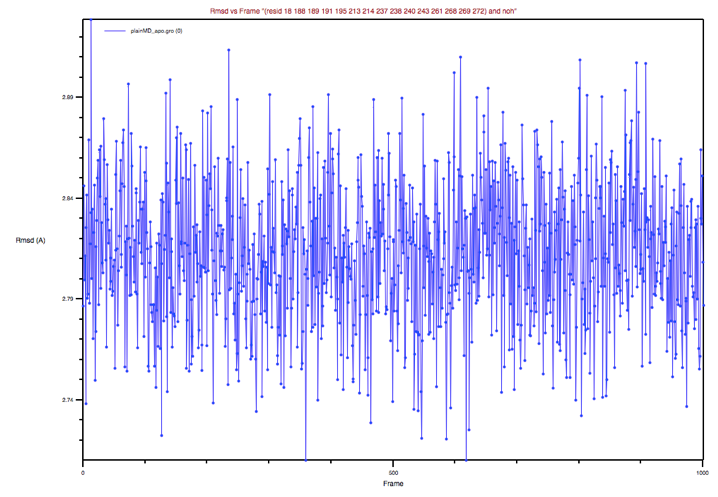 Rmsd vs Frame "(resid 18 188 189 191 195 213 214 237 238 240 243 261 268 269 272) and noh"
plainMD_apo.gro (0)
2.89
2.84
Rmsd (A)
2.79
2.74
0
500
1000
Frame